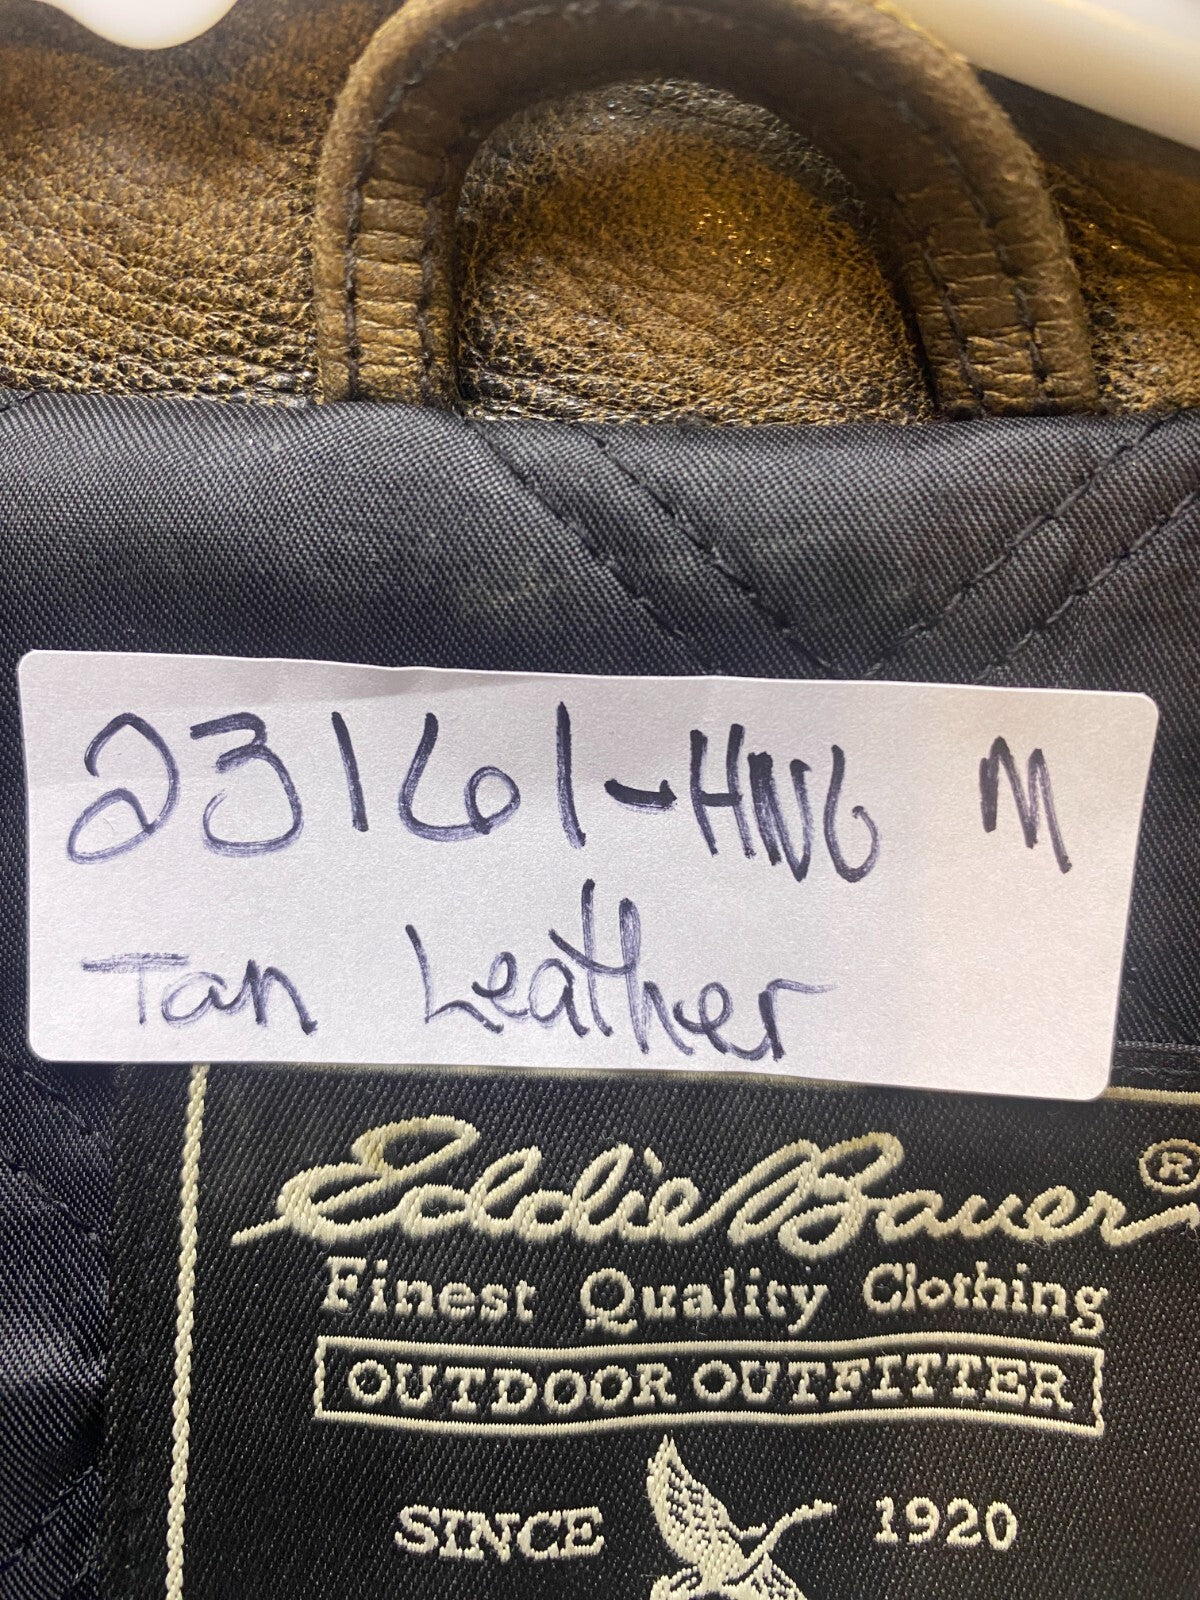 23161-HNG M
Tan Leather
Eddie Bauer®
Finest Quality Clothing
OUTDOOR OUTFITTER
SINCE 1920